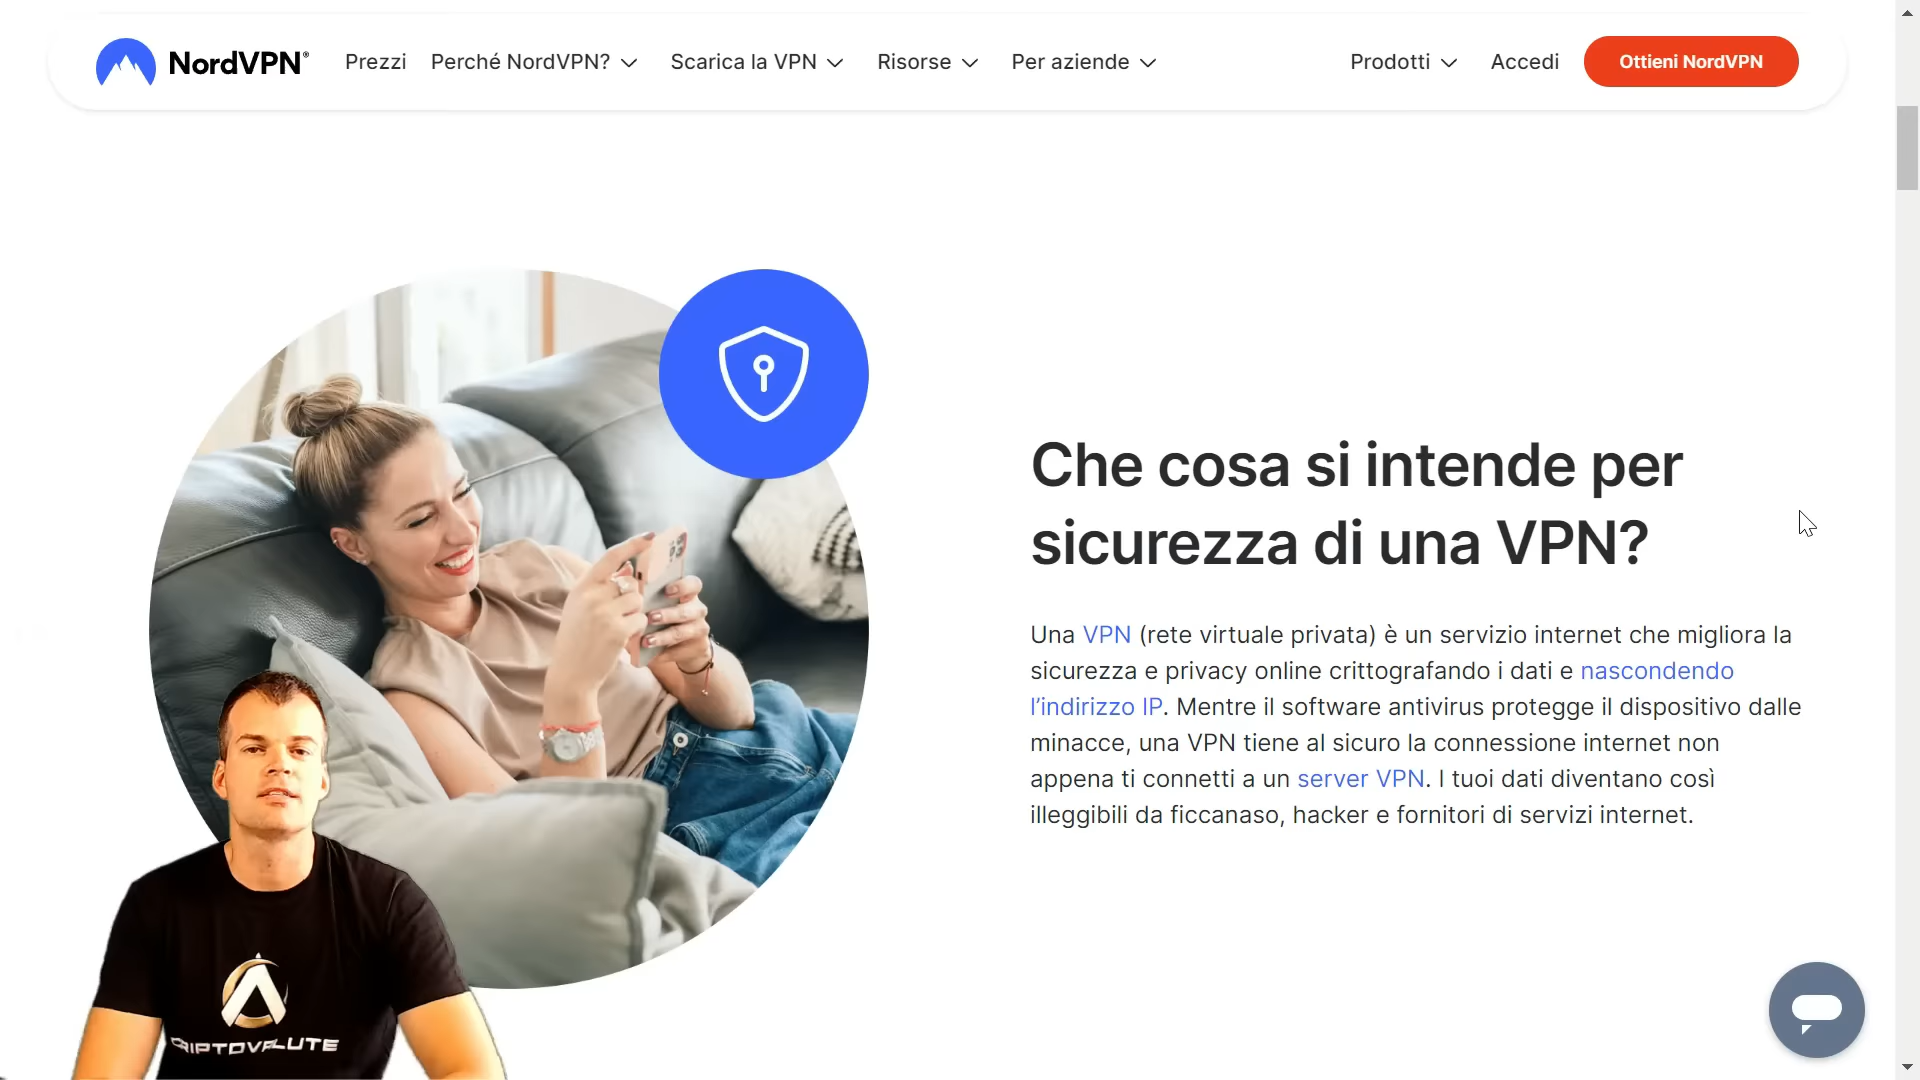 NordVPN®
Prezzi
Perché NordVPN?
Scarica la VPN
Risorse
Per aziende
Prodotti
Accedi
Ottieni NordVPN
Che cosa si intende per
sicurezza di una VPN?
Una VPN (rete virtuale privata) è un servizio internet che migliora la
sicurezza e privacy online crittografando i dati e nascondendo
l’indirizzo IP. Mentre il software antivirus protegge il dispositivo dalle
minacce, una VPN tiene al sicuro la connessione internet non
appena ti connetti a un server VPN. I tuoi dati diventano così
illeggibili da ficcanaso, hacker e fornitori di servizi internet.
CRIPTOVALUTE